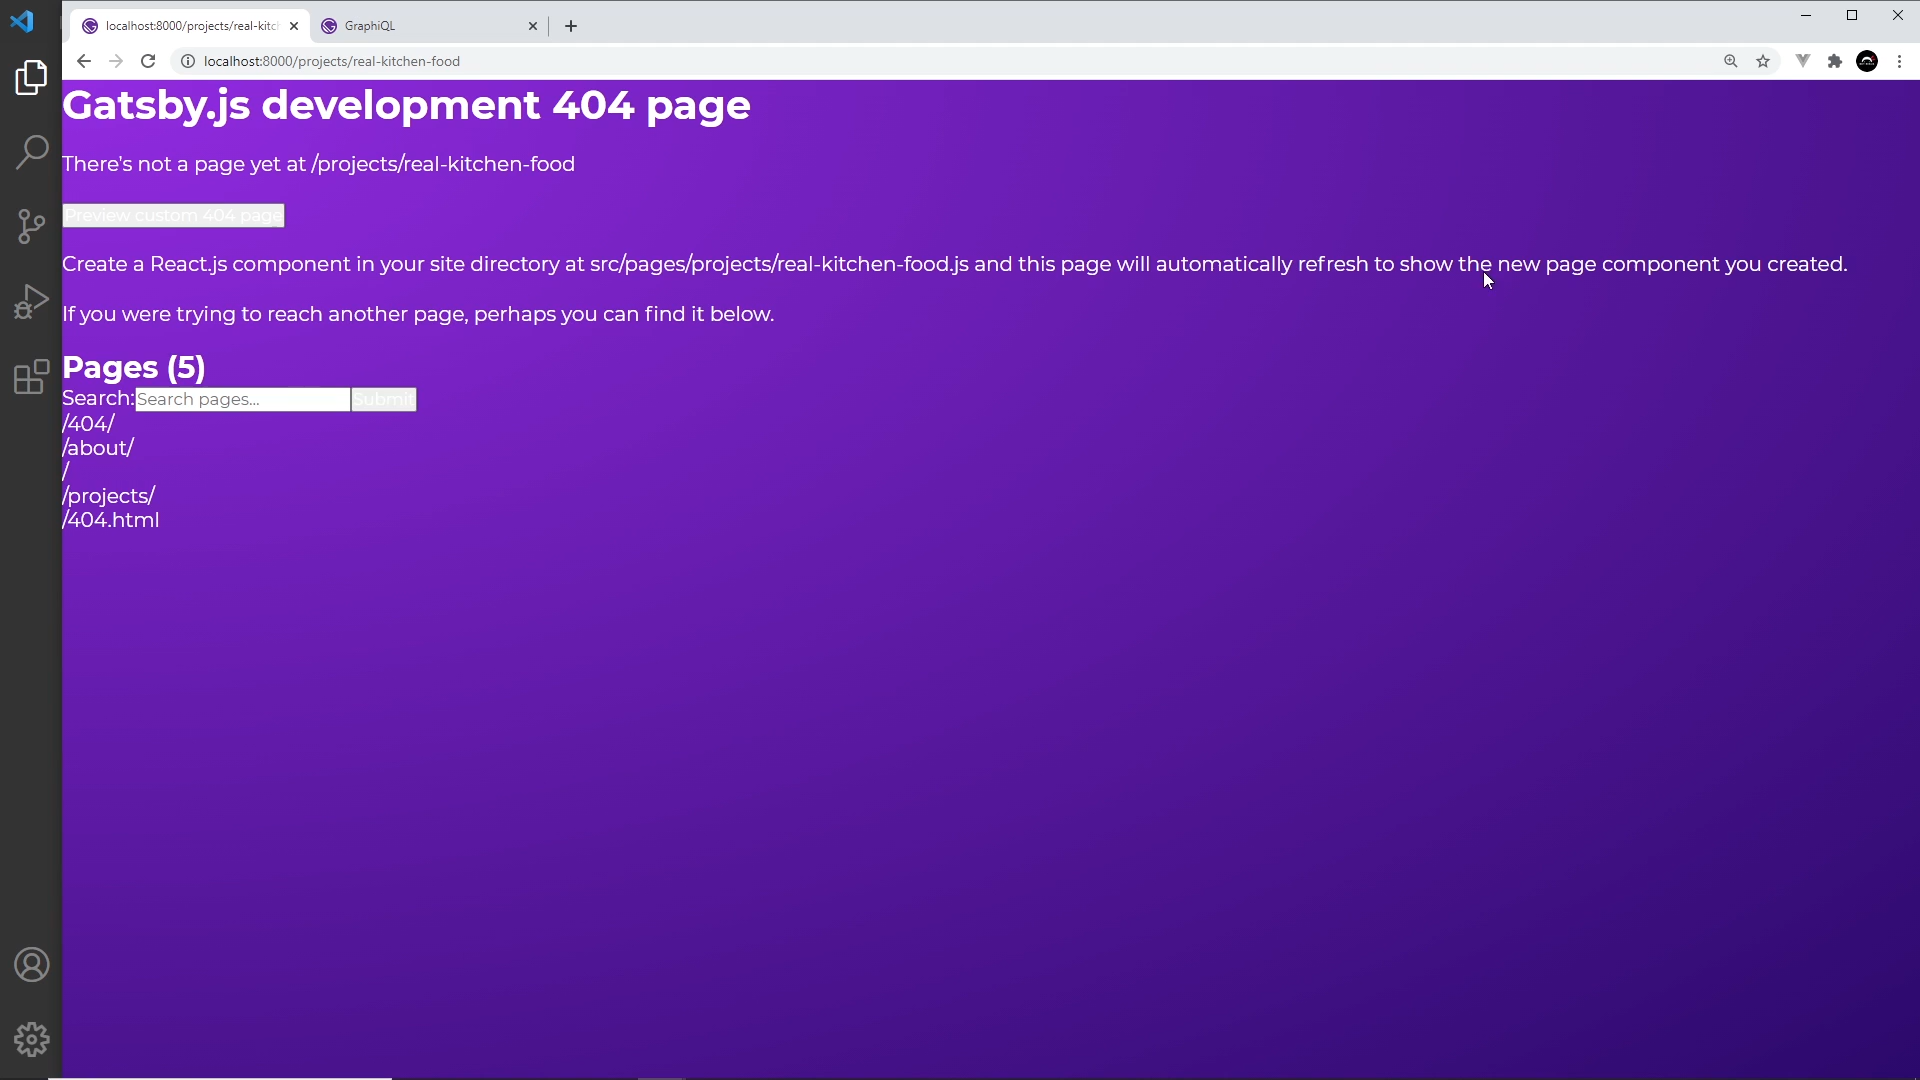 localhost:8000/projects/real-kitch
GraphiQL
localhost:8000/projects/real-kitchen-food
Gatsby.js development 404 page
There's not a page yet at /projects/real-kitchen-food
Preview custom 404 page
Create a React.js component in your site directory at src/pages/projects/real-kitchen-food.js and this page will automatically refresh to show the new page component you created.
If you were trying to reach another page, perhaps you can find it below.
Pages (5)
Search: Search pages... Submit
/404/
/about/
/
/projects/
/404.html